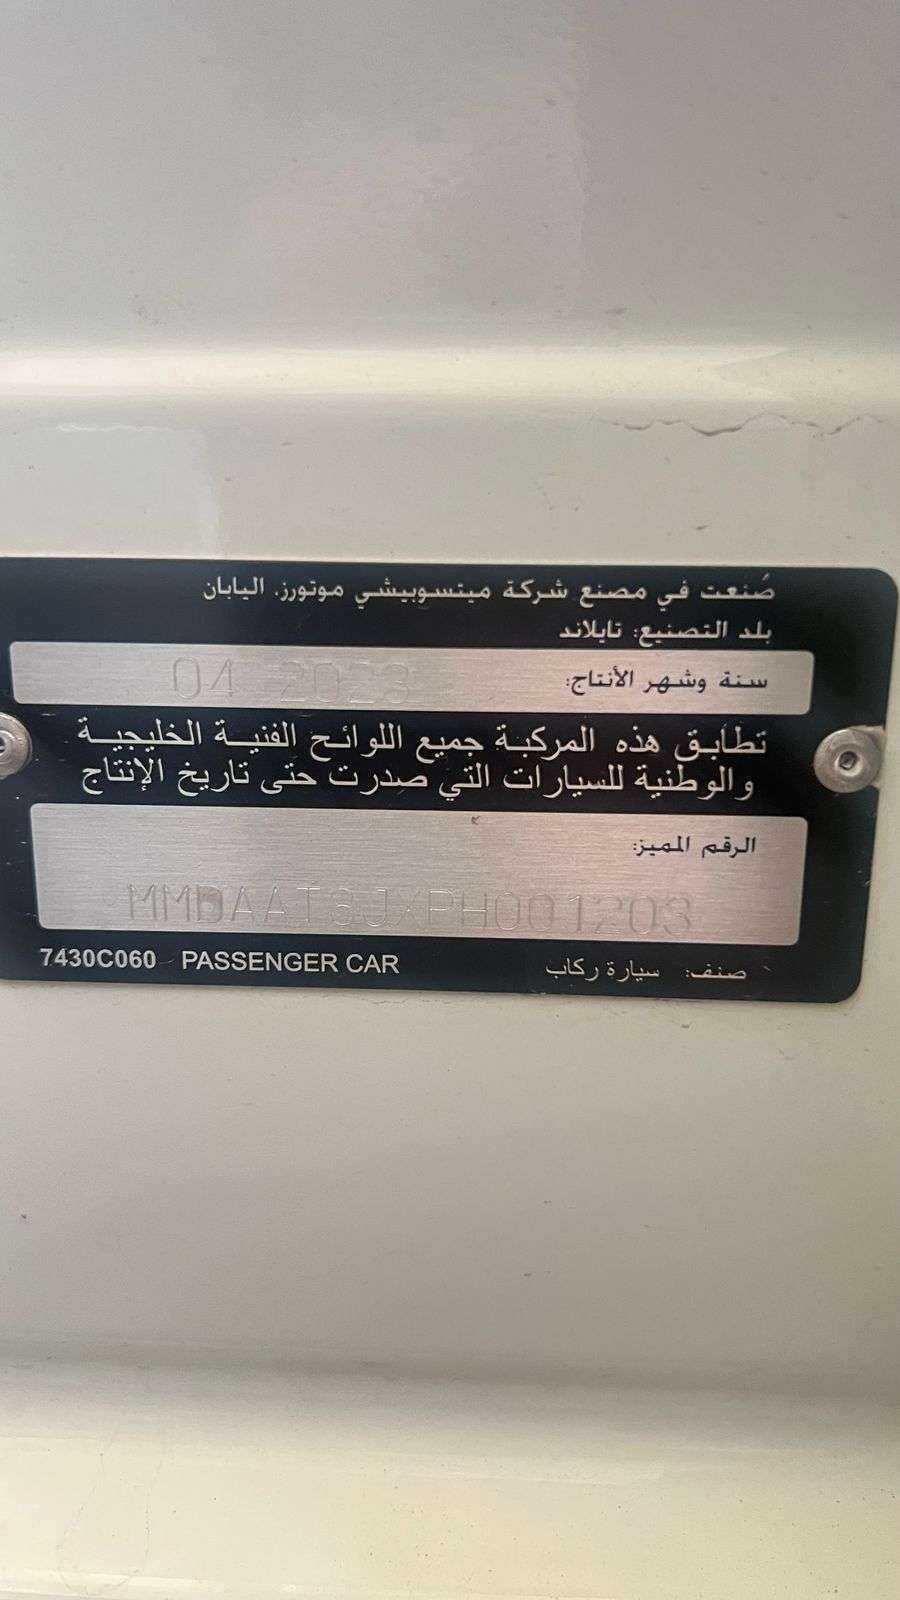 صُنعت في مصنع شركة ميتسوبيشي موتورز. اليابان
بلد التصنيع: تايلاند
سنة وشهر الأنتاج: 04 2023
تطابق هذه المركبة جميع اللوائح الفنية الخليجية
والوطنية للسيارات التي صدرت حتى تاريخ الإنتاج
الرقم المميز:
MMDAAT3JXPH001203
صنف: سيارة ركاب 7430C060 PASSENGER CAR